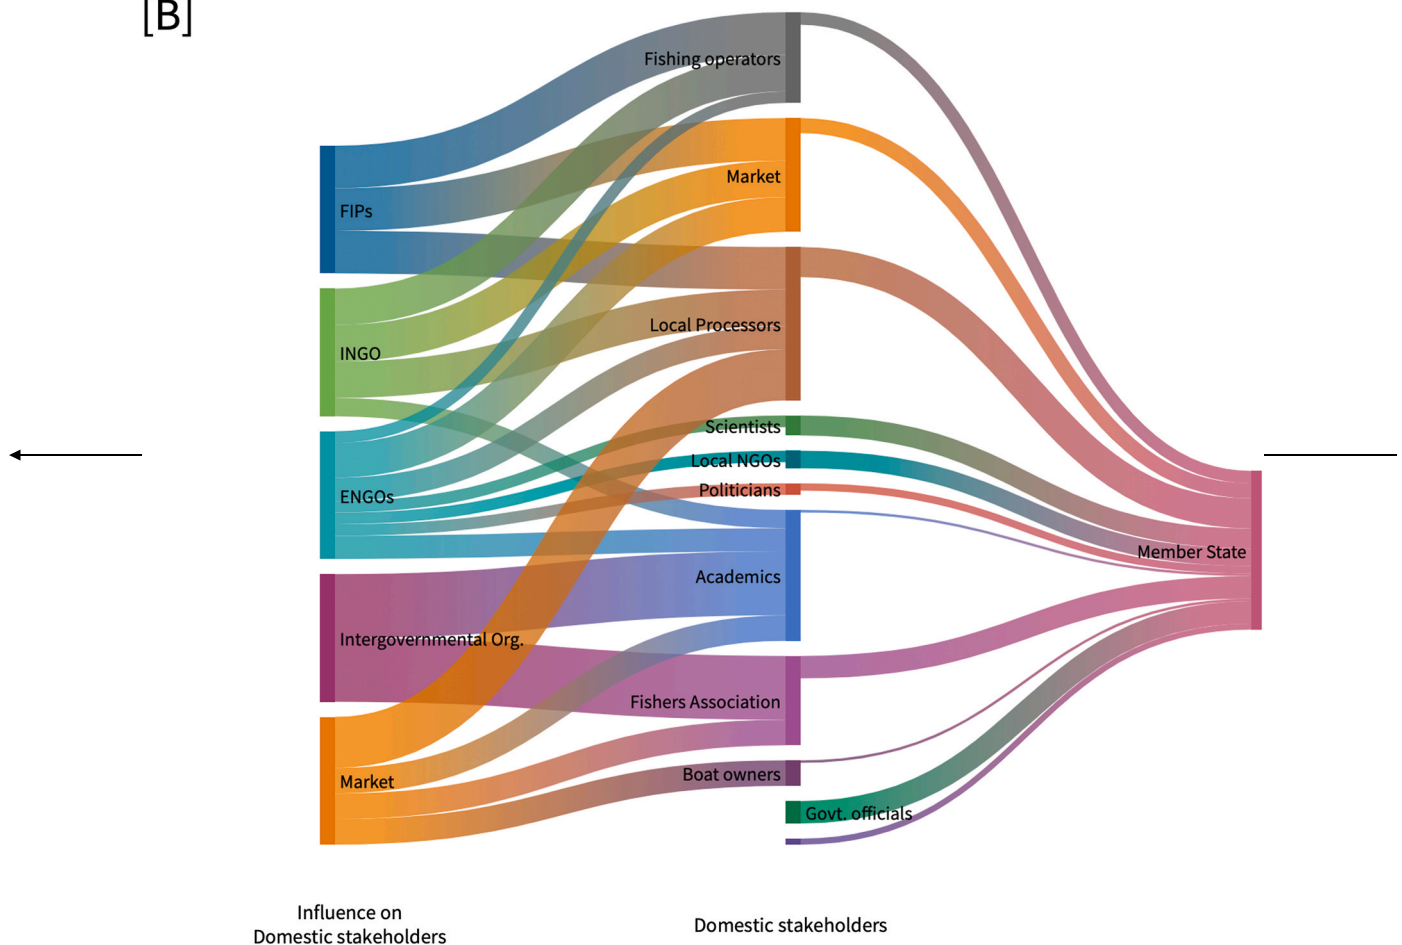 [B]
Fishing operators
Market
FIPs
Local Processors
INGO
Scientists
Local NGOs
Politicians
ENGOs
Member State
Academics
Intergovernmental Org.
Fishers Association
Boat owners
Market
Govt. officials
Influence on
Domestic stakeholders
Domestic stakeholders